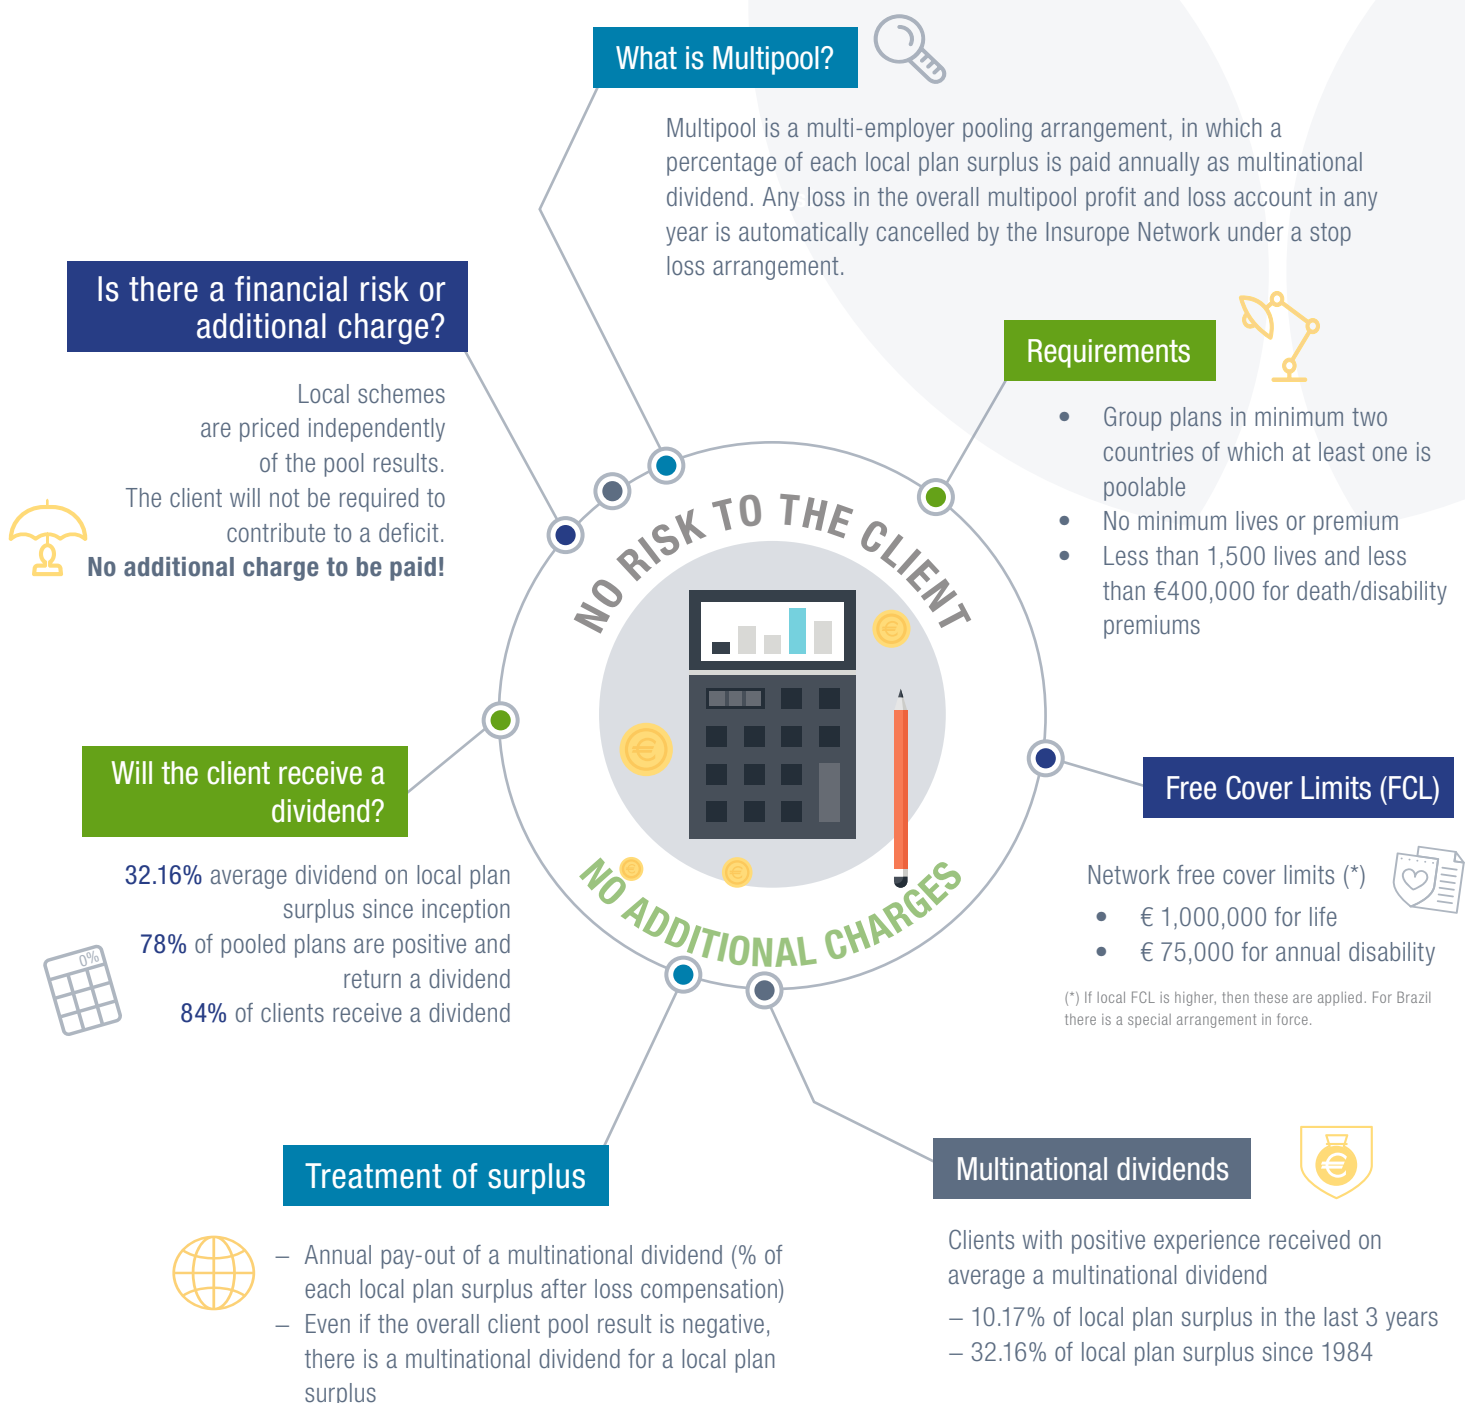 What is Multipool?
Multipool is a multi-employer pooling arrangement, in which a
percentage of each local plan surplus is paid annually as multinational
dividend. Any loss in the overall multipool profit and loss account in any
year is automatically cancelled by the Insurope Network under a stop
loss arrangement.
Is there a financial risk or
additional charge?
Local schemes
are priced independently
of the pool results.
The client will not be required to
contribute to a deficit.
No additional charge to be paid!
Requirements
• Group plans in minimum two
countries of which at least one is
poolable
• No minimum lives or premium
• Less than 1,500 lives and less
than €400,000 for death/disability
premiums
NO RISK TO THE CLIENT
€
€
€
€
NO ADDITIONAL CHARGES
Will the client receive a
dividend?
32.16% average dividend on local plan
surplus since inception
78% of pooled plans are positive and
return a dividend
84% of clients receive a dividend
0%
Free Cover Limits (FCL)
Network free cover limits (*)
• € 1,000,000 for life
• € 75,000 for annual disability
(*) If local FCL is higher, then these are applied. For Brazil
there is a special arrangement in force.
Treatment of surplus
– Annual pay-out of a multinational dividend (% of
each local plan surplus after loss compensation)
– Even if the overall client pool result is negative,
there is a multinational dividend for a local plan
surplus
Multinational dividends
€
Clients with positive experience received on
average a multinational dividend
– 10.17% of local plan surplus in the last 3 years
– 32.16% of local plan surplus since 1984